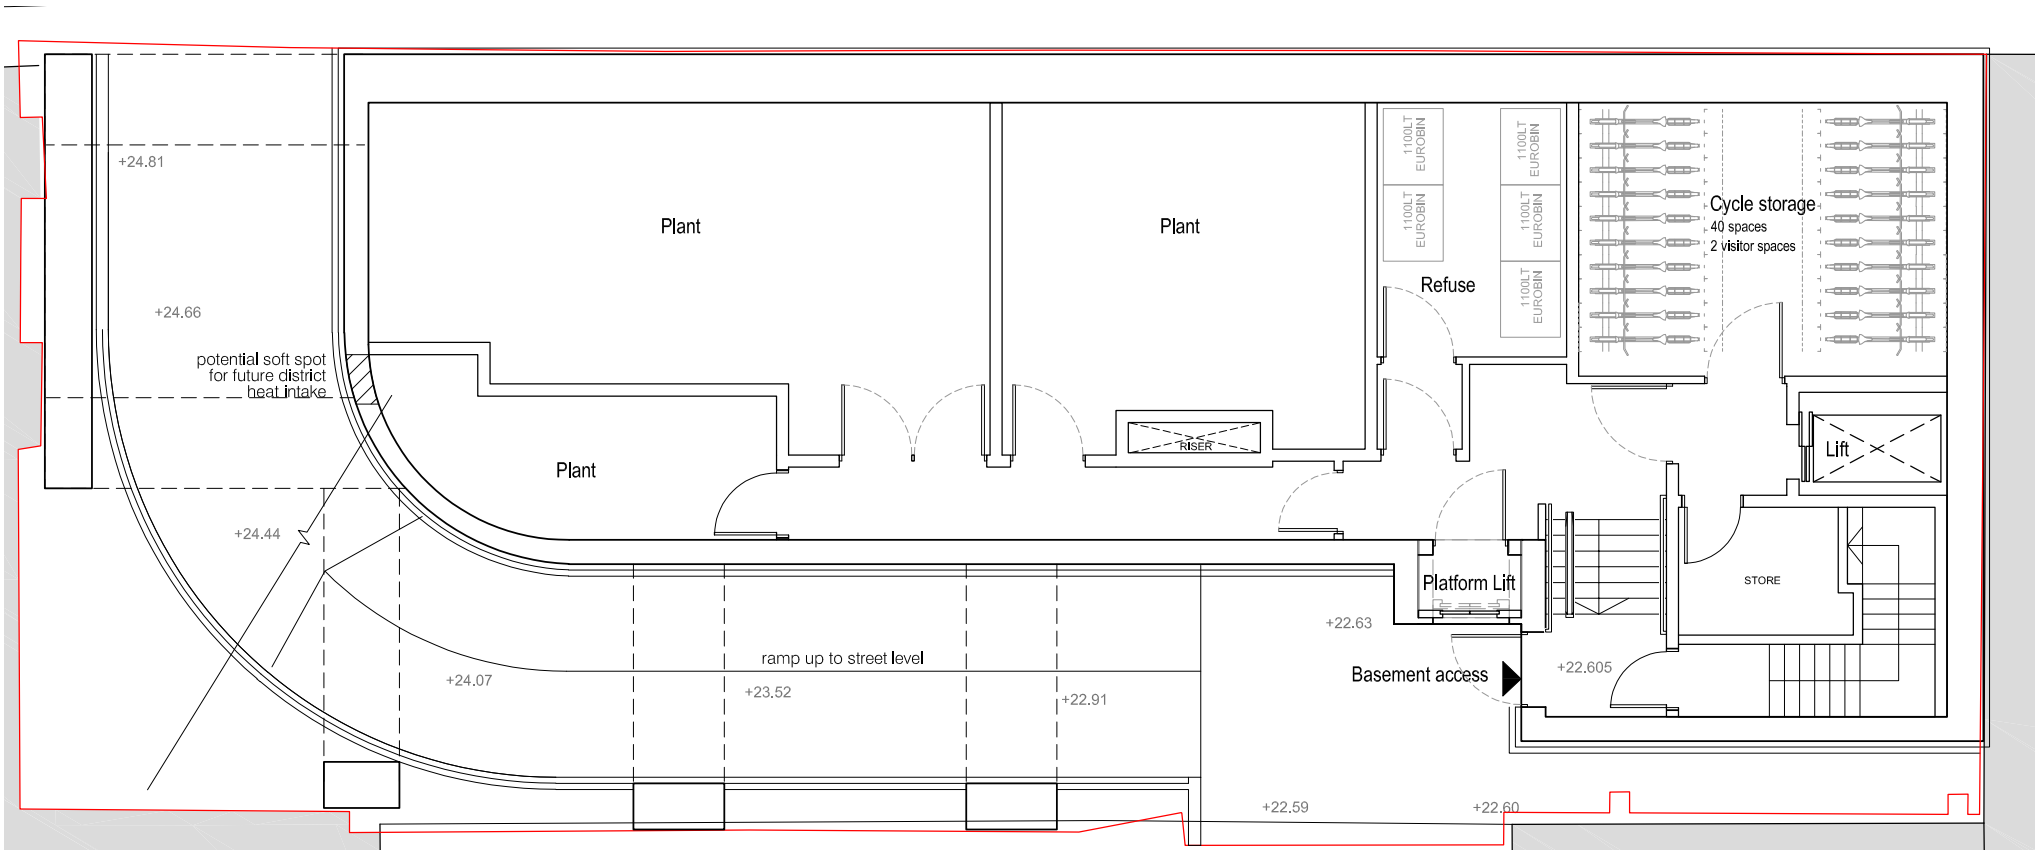 +24.81
+24.66
potential soft spot
for future district
heat intake
+24.44
Plant
Plant
Plant
RISER
1100LT
EUROBIN
1100LT
EUROBIN
1100LT
EUROBIN
1100LT
EUROBIN
1100LT
EUROBIN
Refuse
Cycle storage
40 spaces
2 visitor spaces
Lift
STORE
Platform Lift
+22.63
Basement access
+22.605
ramp up to street level
+24.07
+23.52
+22.91
+22.59
+22.60